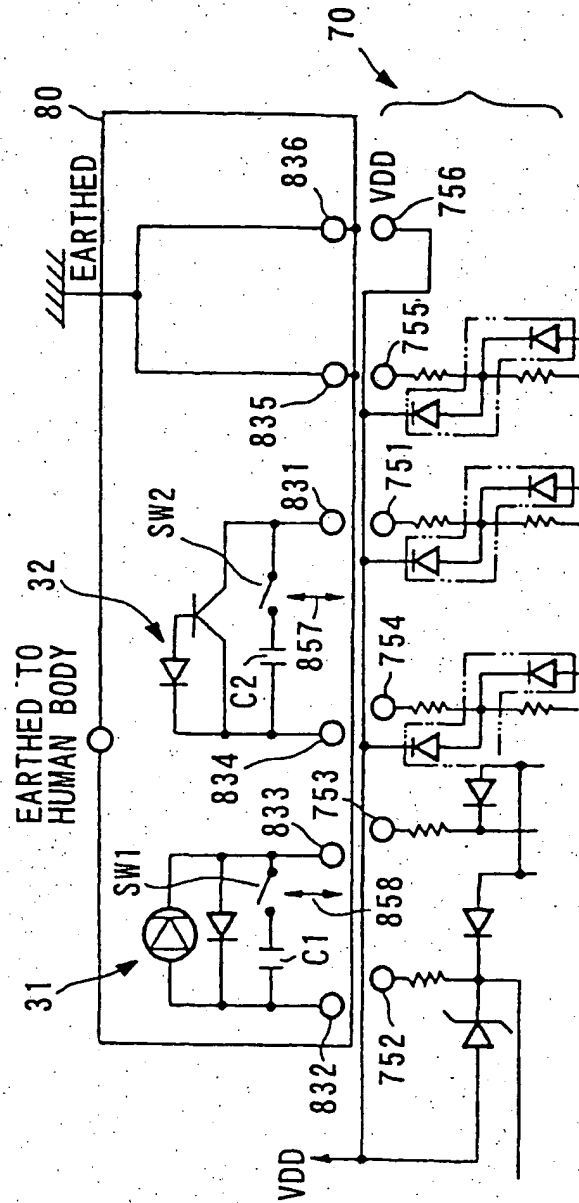 80
70
EARTHED
836
VDD
756
835
755
831
751
SW2
32
857
C2
754
EARTHED TO
HUMAN BODY
834
753
833
SW1
858
31
C1
832
752
VDD